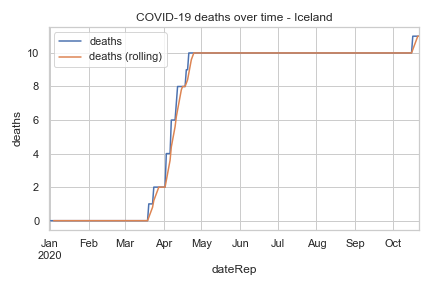 COVID-19 deaths over time - Iceland
deaths
deaths (rolling)
deaths
10
8
6
4
2
0
Jan Feb Mar Apr May Jun Jul Aug Sep Oct
2020
dateRep